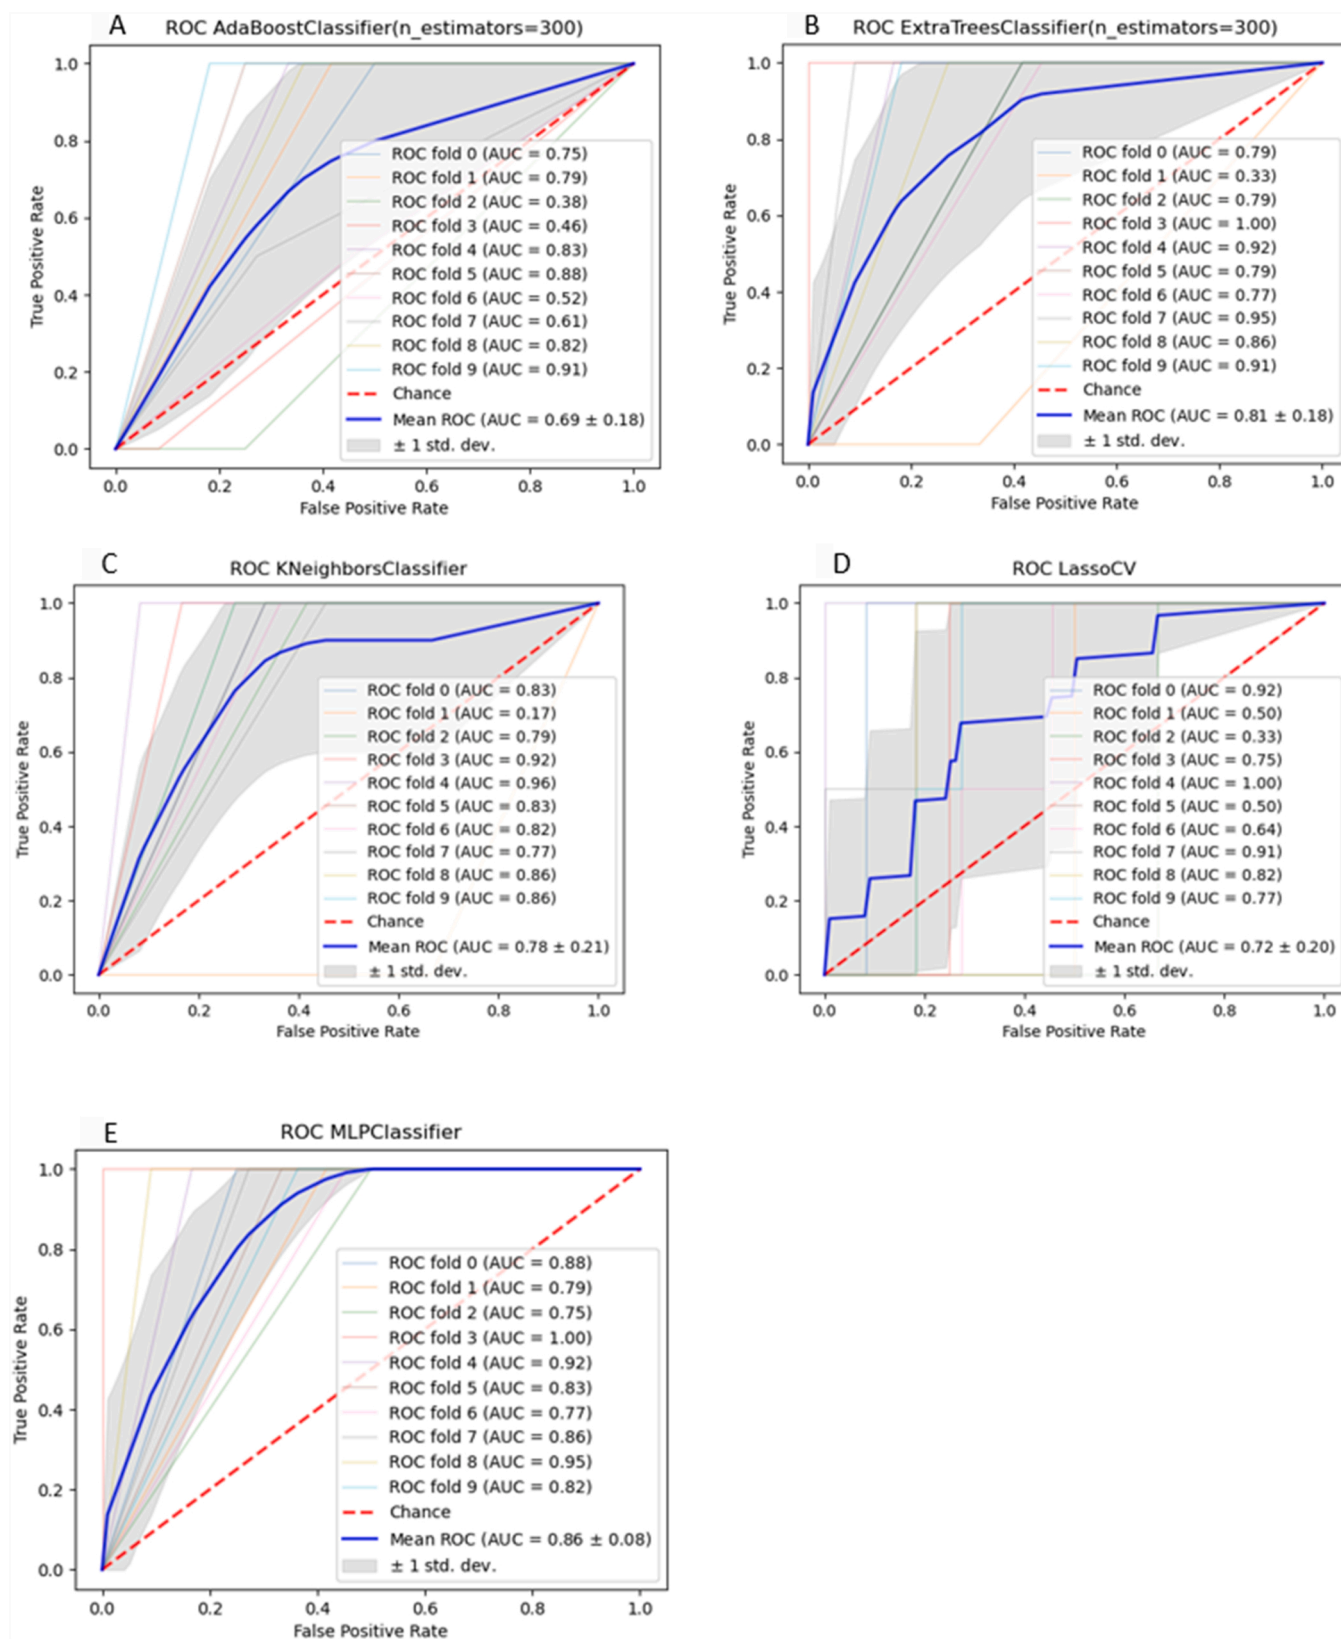 A
ROC AdaBoostClassifier(n_estimators=300)
True Positive Rate
1.0
0.8
0.6
0.4
0.2
0.0
ROC fold 0 (AUC = 0.75)
ROC fold 1 (AUC = 0.79)
ROC fold 2 (AUC = 0.38)
ROC fold 3 (AUC = 0.46)
ROC fold 4 (AUC = 0.83)
ROC fold 5 (AUC = 0.88)
ROC fold 6 (AUC = 0.52)
ROC fold 7 (AUC = 0.61)
ROC fold 8 (AUC = 0.82)
ROC fold 9 (AUC = 0.91)
Chance
Mean ROC (AUC = 0.69 ± 0.18)
± 1 std. dev.
0.0 0.2 0.4 0.6 0.8 1.0
False Positive Rate
B
ROC ExtraTreesClassifier(n_estimators=300)
True Positive Rate
1.0
0.8
0.6
0.4
0.2
0.0
ROC fold 0 (AUC = 0.79)
ROC fold 1 (AUC = 0.33)
ROC fold 2 (AUC = 0.79)
ROC fold 3 (AUC = 1.00)
ROC fold 4 (AUC = 0.92)
ROC fold 5 (AUC = 0.79)
ROC fold 6 (AUC = 0.77)
ROC fold 7 (AUC = 0.95)
ROC fold 8 (AUC = 0.86)
ROC fold 9 (AUC = 0.91)
Chance
Mean ROC (AUC = 0.81 ± 0.18)
± 1 std. dev.
0.0 0.2 0.4 0.6 0.8 1.0
False Positive Rate
C
ROC KNeighborsClassifier
True Positive Rate
1.0
0.8
0.6
0.4
0.2
0.0
ROC fold 0 (AUC = 0.83)
ROC fold 1 (AUC = 0.17)
ROC fold 2 (AUC = 0.79)
ROC fold 3 (AUC = 0.92)
ROC fold 4 (AUC = 0.96)
ROC fold 5 (AUC = 0.83)
ROC fold 6 (AUC = 0.82)
ROC fold 7 (AUC = 0.77)
ROC fold 8 (AUC = 0.86)
ROC fold 9 (AUC = 0.86)
Chance
Mean ROC (AUC = 0.78 ± 0.21)
± 1 std. dev.
0.0 0.2 0.4 0.6 0.8 1.0
False Positive Rate
D
ROC LassoCV
True Positive Rate
1.0
0.8
0.6
0.4
0.2
0.0
ROC fold 0 (AUC = 0.92)
ROC fold 1 (AUC = 0.50)
ROC fold 2 (AUC = 0.33)
ROC fold 3 (AUC = 0.75)
ROC fold 4 (AUC = 1.00)
ROC fold 5 (AUC = 0.50)
ROC fold 6 (AUC = 0.64)
ROC fold 7 (AUC = 0.91)
ROC fold 8 (AUC = 0.82)
ROC fold 9 (AUC = 0.77)
Chance
Mean ROC (AUC = 0.72 ± 0.20)
± 1 std. dev.
0.0 0.2 0.4 0.6 0.8 1.0
False Positive Rate
E
ROC MLPClassifier
True Positive Rate
1.0
0.8
0.6
0.4
0.2
0.0
ROC fold 0 (AUC = 0.88)
ROC fold 1 (AUC = 0.79)
ROC fold 2 (AUC = 0.75)
ROC fold 3 (AUC = 1.00)
ROC fold 4 (AUC = 0.92)
ROC fold 5 (AUC = 0.83)
ROC fold 6 (AUC = 0.77)
ROC fold 7 (AUC = 0.86)
ROC fold 8 (AUC = 0.95)
ROC fold 9 (AUC = 0.82)
Chance
Mean ROC (AUC = 0.86 ± 0.08)
± 1 std. dev.
0.0 0.2 0.4 0.6 0.8 1.0
False Positive Rate